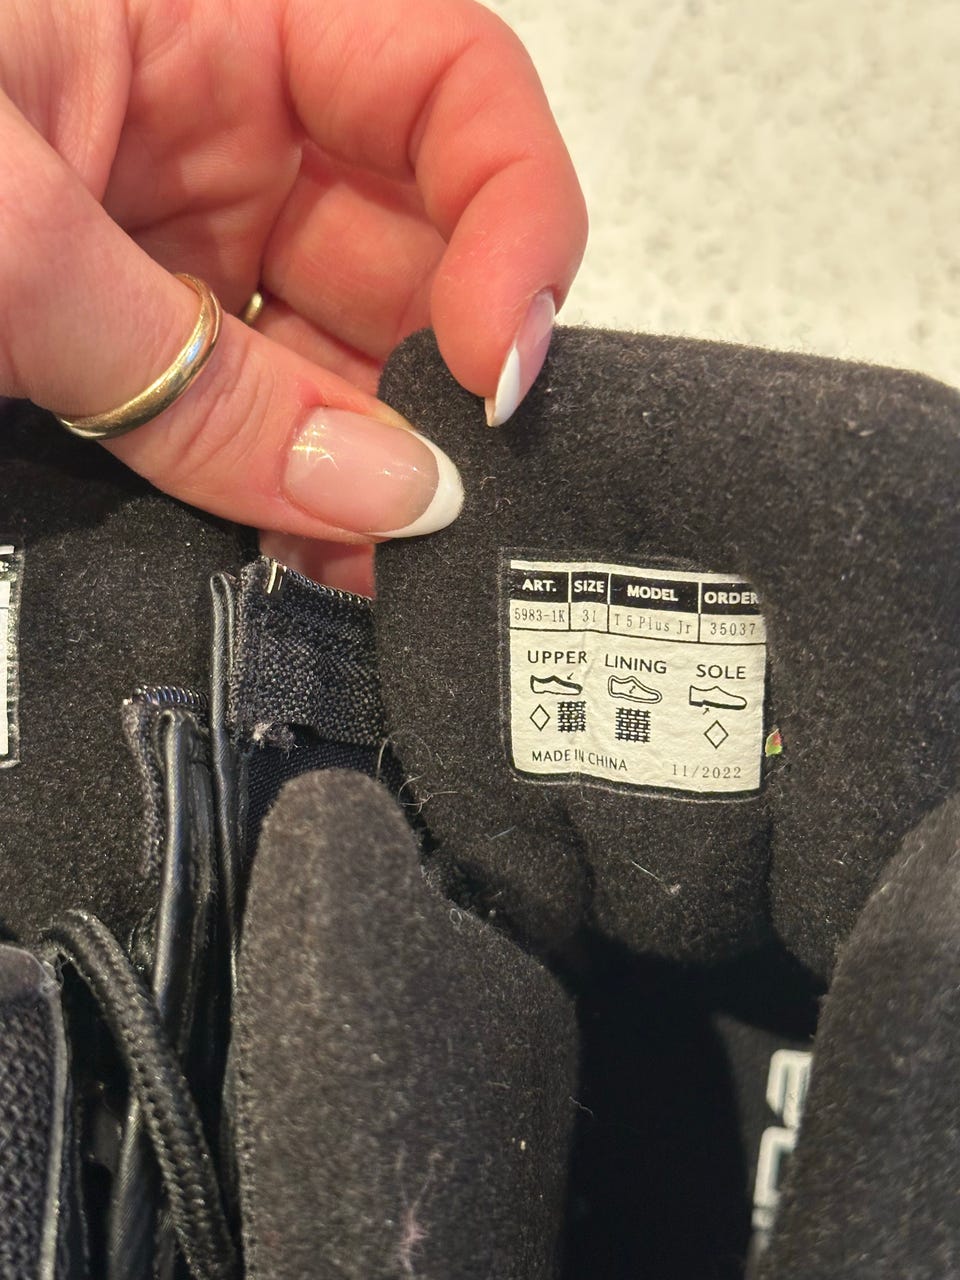 ART. SIZE MODEL ORDER
5983-1K 31 T 5 Plus Jr 35037
UPPER LINING SOLE
MADE IN CHINA 11/2022